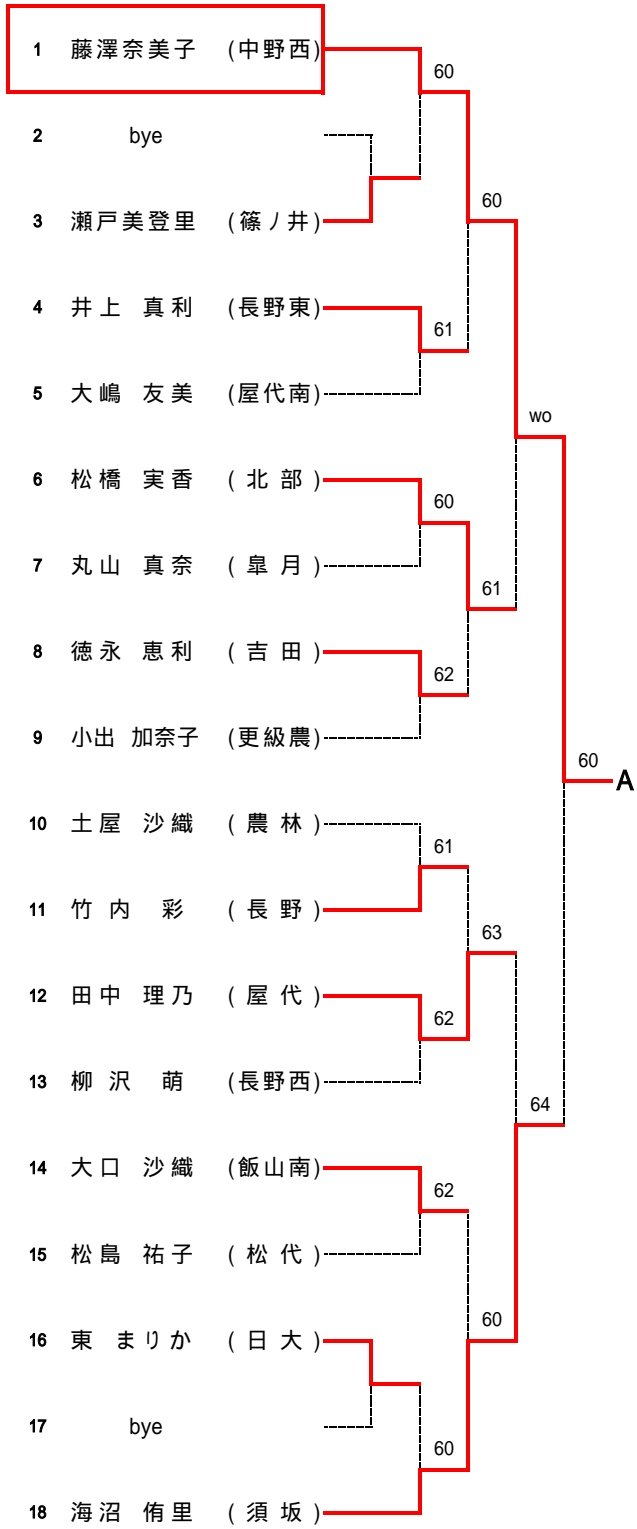 1 藤澤奈美子 (中野西)
60
2 bye
60
3 瀬戸美登里 (篠ノ井)
4 井上 真利 (長野東)
61
5 大嶋 友美 (屋代南)
wo
6 松橋 実香 (北部)
60
7 丸山 真奈 (皐月)
61
8 徳永 恵利 (吉田)
62
9 小出 加奈子 (更級農)
60
A
10 土屋 沙織 (農林)
61
11 竹内 彩 (長野)
63
12 田中 理乃 (屋代)
62
13 柳沢 萌 (長野西)
64
14 大口 沙織 (飯山南)
62
15 松島 祐子 (松代)
60
16 東 まりか (日大)
17 bye
60
18 海沼 侑里 (須坂)